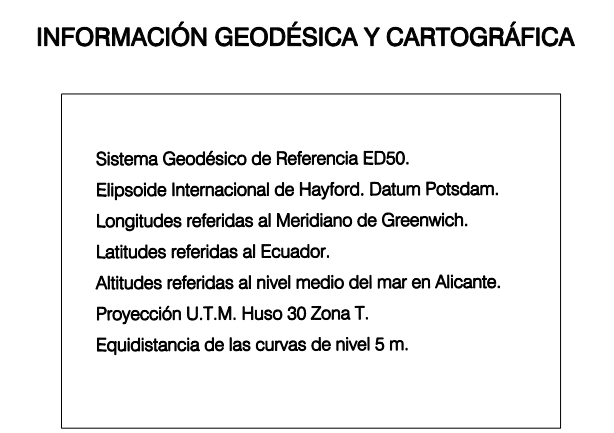 INFORMACIÓN GEODÉSICA Y CARTOGRÁFICA
Sistema Geodésico de Referencia ED50.
Elipsoide Internacional de Hayford. Datum Potsdam.
Longitudes referidas al Meridiano de Greenwich.
Latitudes referidas al Ecuador.
Altitudes referidas al nivel medio del mar en Alicante.
Proyección U.T.M. Huso 30 Zona T.
Equidistancia de las curvas de nivel 5 m.